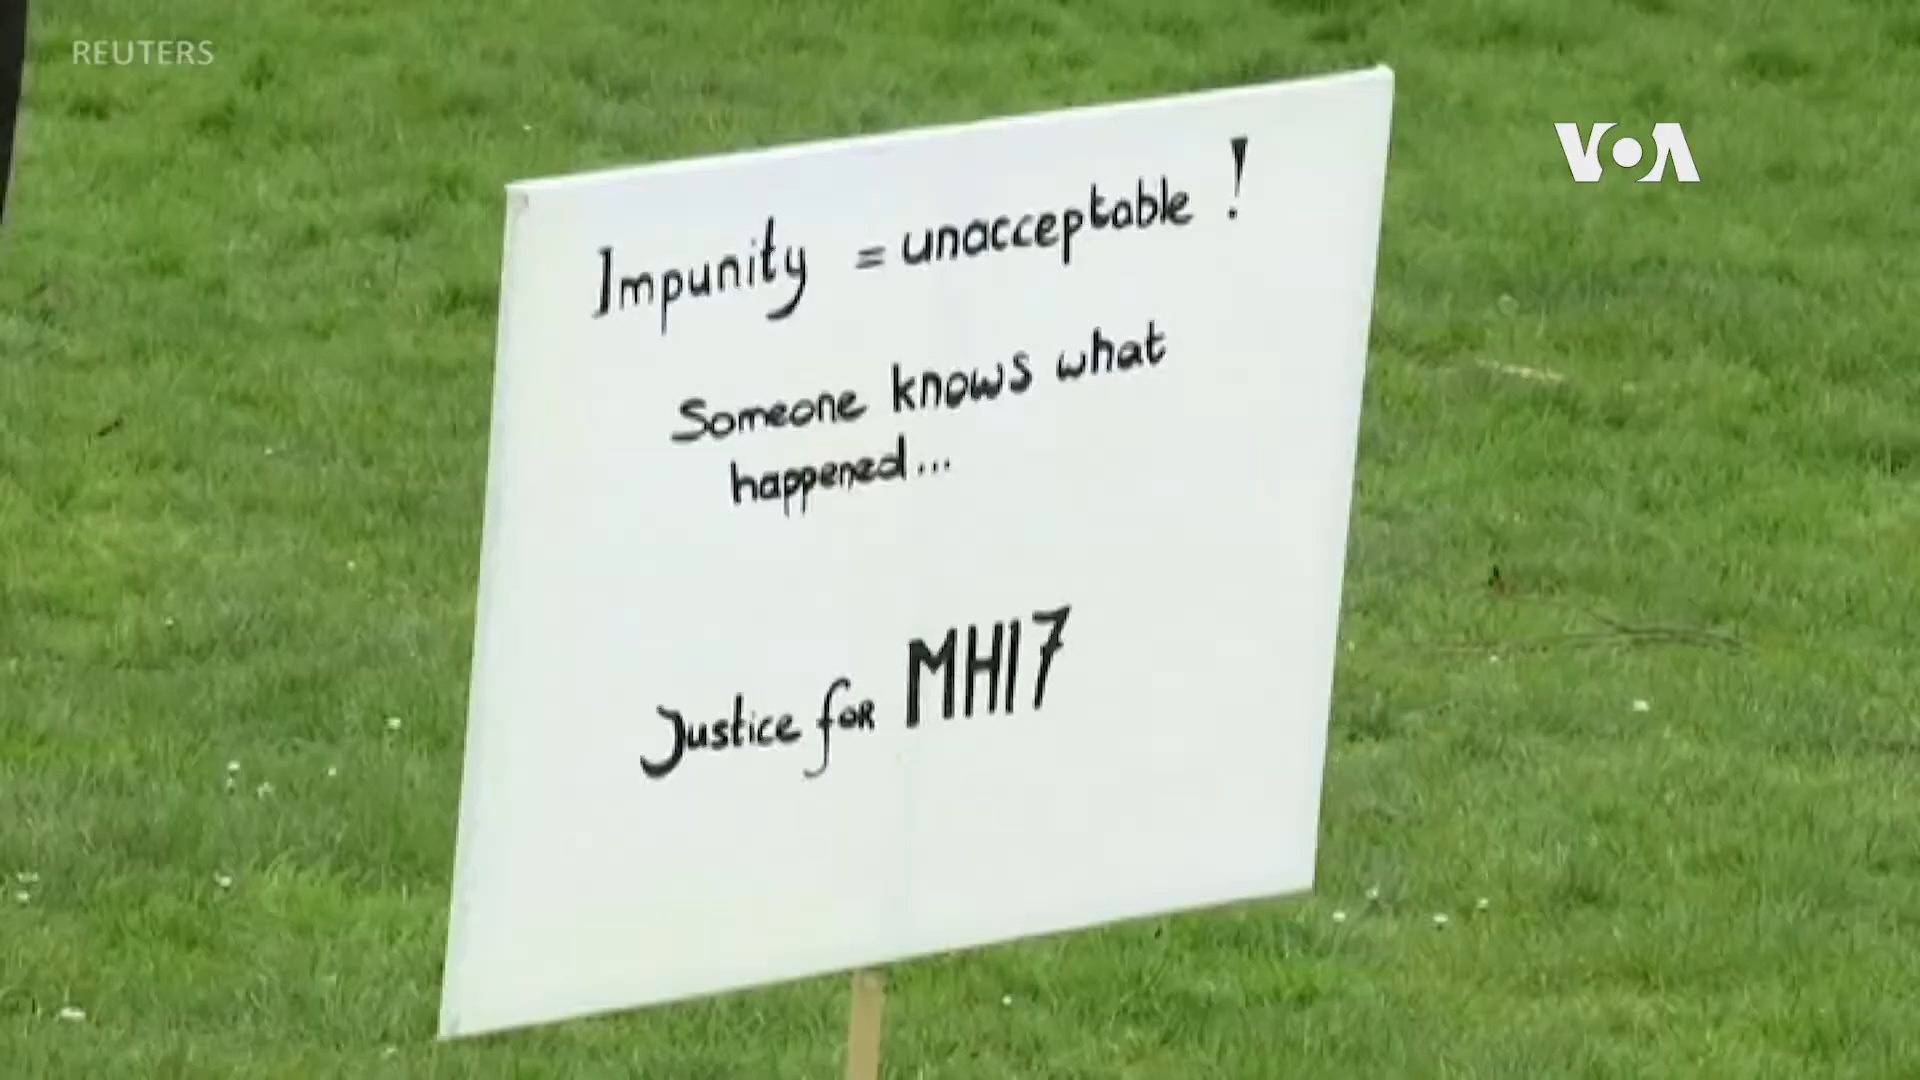 REUTERS
VOA
Impunity = unacceptable !
Someone knows what
happened...
Justice for MH17